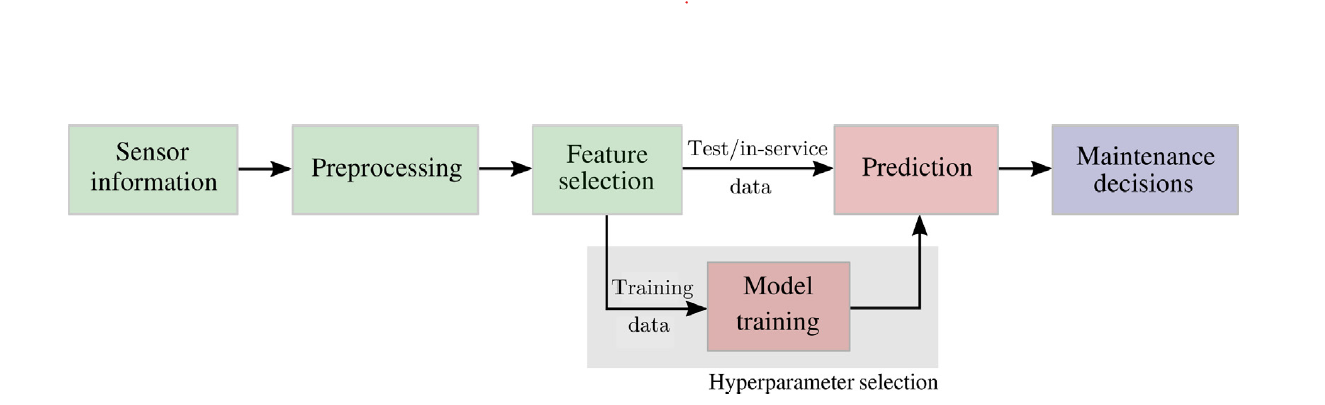 Sensor
information
Preprocessing
Feature
selection
Test/in-service
data
Prediction
Maintenance
decisions
Training
data
Model
training
Hyperparameter selection